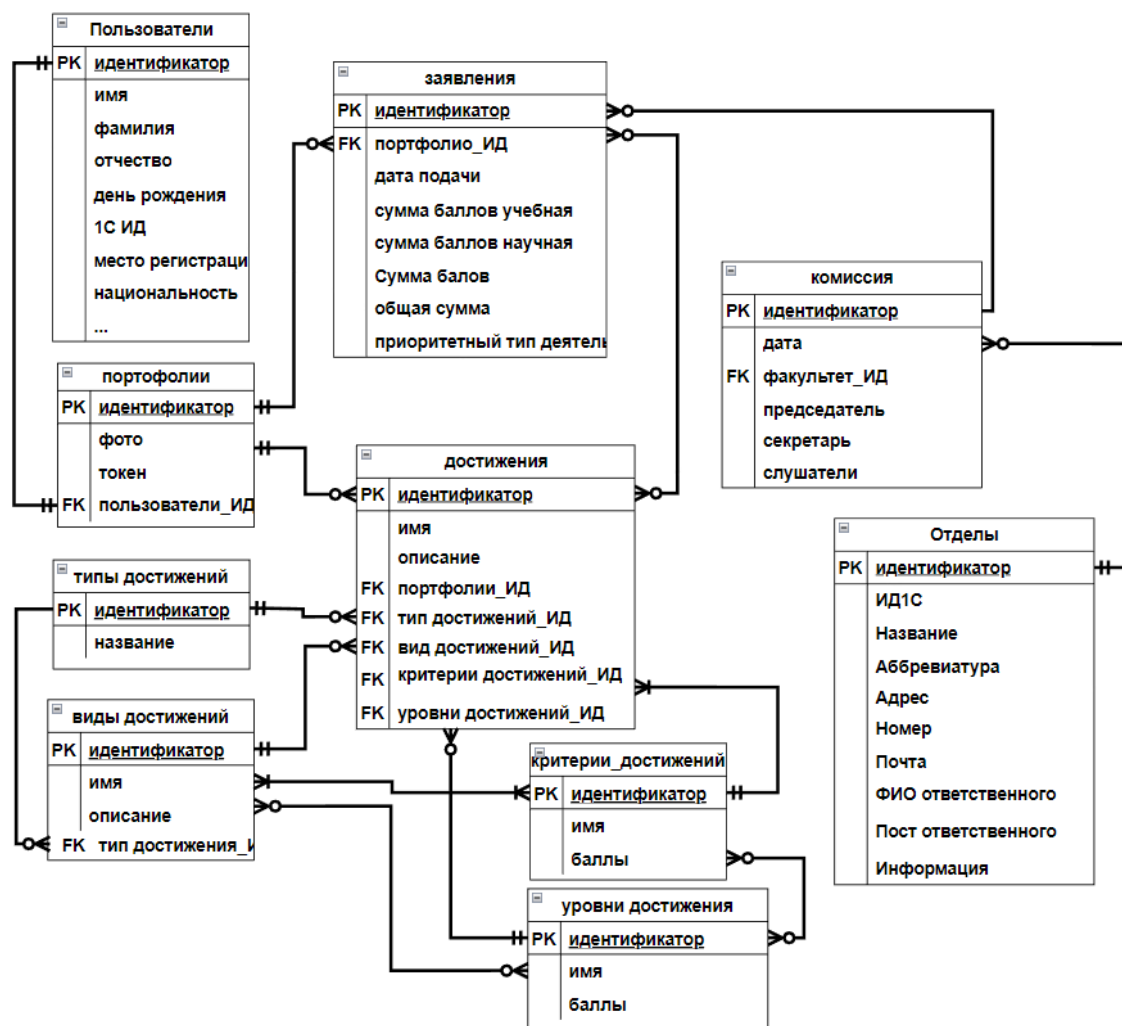 Пользователи
PK идентификатор
имя
фамилия
отчество
день рождения
1С ИД
место регистраци
национальность
...
заявления
PK идентификатор
FK портфолио_ИД
дата подачи
сумма баллов учебная
сумма баллов научная
Сумма балов
общая сумма
приоритетный тип деятель
комиссия
PK идентификатор
дата
FK факультет_ИД
председатель
секретарь
слушатели
портофолии
PK идентификатор
фото
токен
FK пользователи_ИД
достижения
PK идентификатор
имя
описание
FK портфолии_ИД
FK тип достижений_ИД
FK вид достижений_ИД
FK критерии достижений_ИД
FK уровни достижений_ИД
Отделы
PK идентификатор
ИД1С
Название
Аббревиатура
Адрес
Номер
Почта
ФИО ответственного
Пост ответственного
Информация
типы достижений
PK идентификатор
название
виды достижений
PK идентификатор
имя
описание
FK тип достижения_И
критерии_достижений
PK идентификатор
имя
баллы
уровни достижения
PK идентификатор
имя
баллы